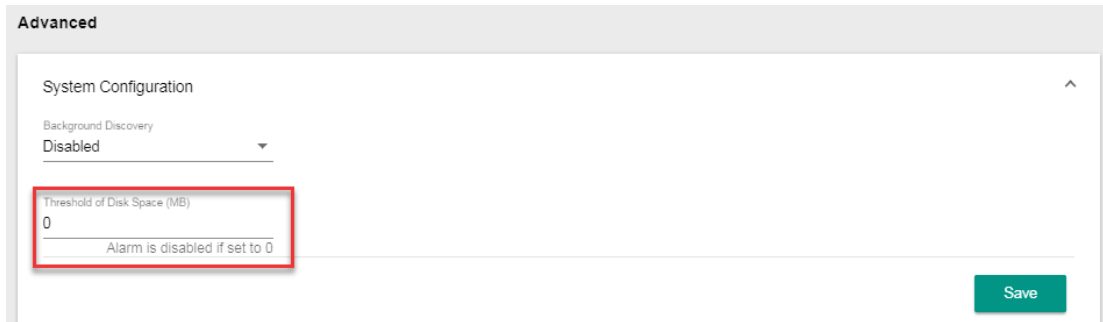 Advanced
System Configuration
Background Discovery
Disabled
Threshold of Disk Space (MB)
0
Alarm is disabled if set to 0
Save